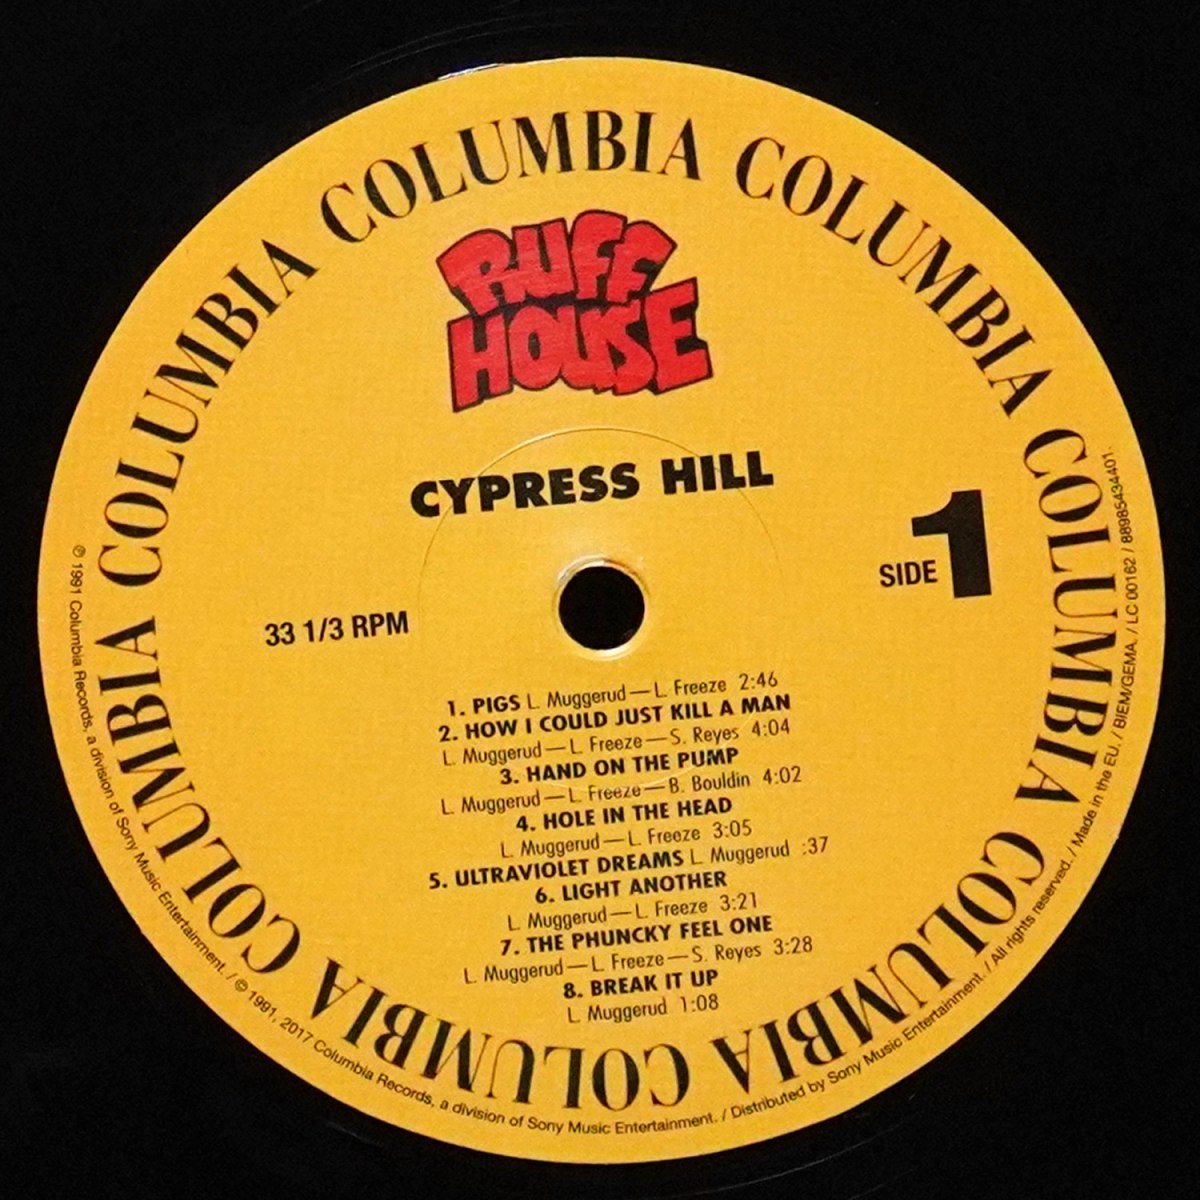 COLUMBIA COLUMBIA COLUMBIA COLUMBIA COLUMBIA COLUMBIA COLUMBIA COLUMBIA
RUFF
HOUSE
CYPRESS HILL
SIDE 1
33 1/3 RPM
1. PIGS L. Muggerud—L. Freeze 2:46
2. HOW I COULD JUST KILL A MAN
L. Muggerud—L. Freeze—S. Reyes 4:04
3. HAND ON THE PUMP
L. Muggerud—L. Freeze—B. Bouldin 4:02
4. HOLE IN THE HEAD
L. Muggerud—L. Freeze 3:05
5. ULTRAVIOLET DREAMS L. Muggerud :37
6. LIGHT ANOTHER
L. Muggerud—L. Freeze 3:21
7. THE PHUNCKY FEEL ONE
L. Muggerud—L. Freeze—S. Reyes 3:28
8. BREAK IT UP
L. Muggerud 1:08
℗ 1991 Columbia Records, a division of Sony Music Entertainment. / © 1991, 2017 Columbia Records, a division of Sony Music Entertainment. / Distributed by Sony Music Entertainment. / All rights reserved. / Made in the EU. / BIEM/GEMA. / LC 00162 / 88985434401.